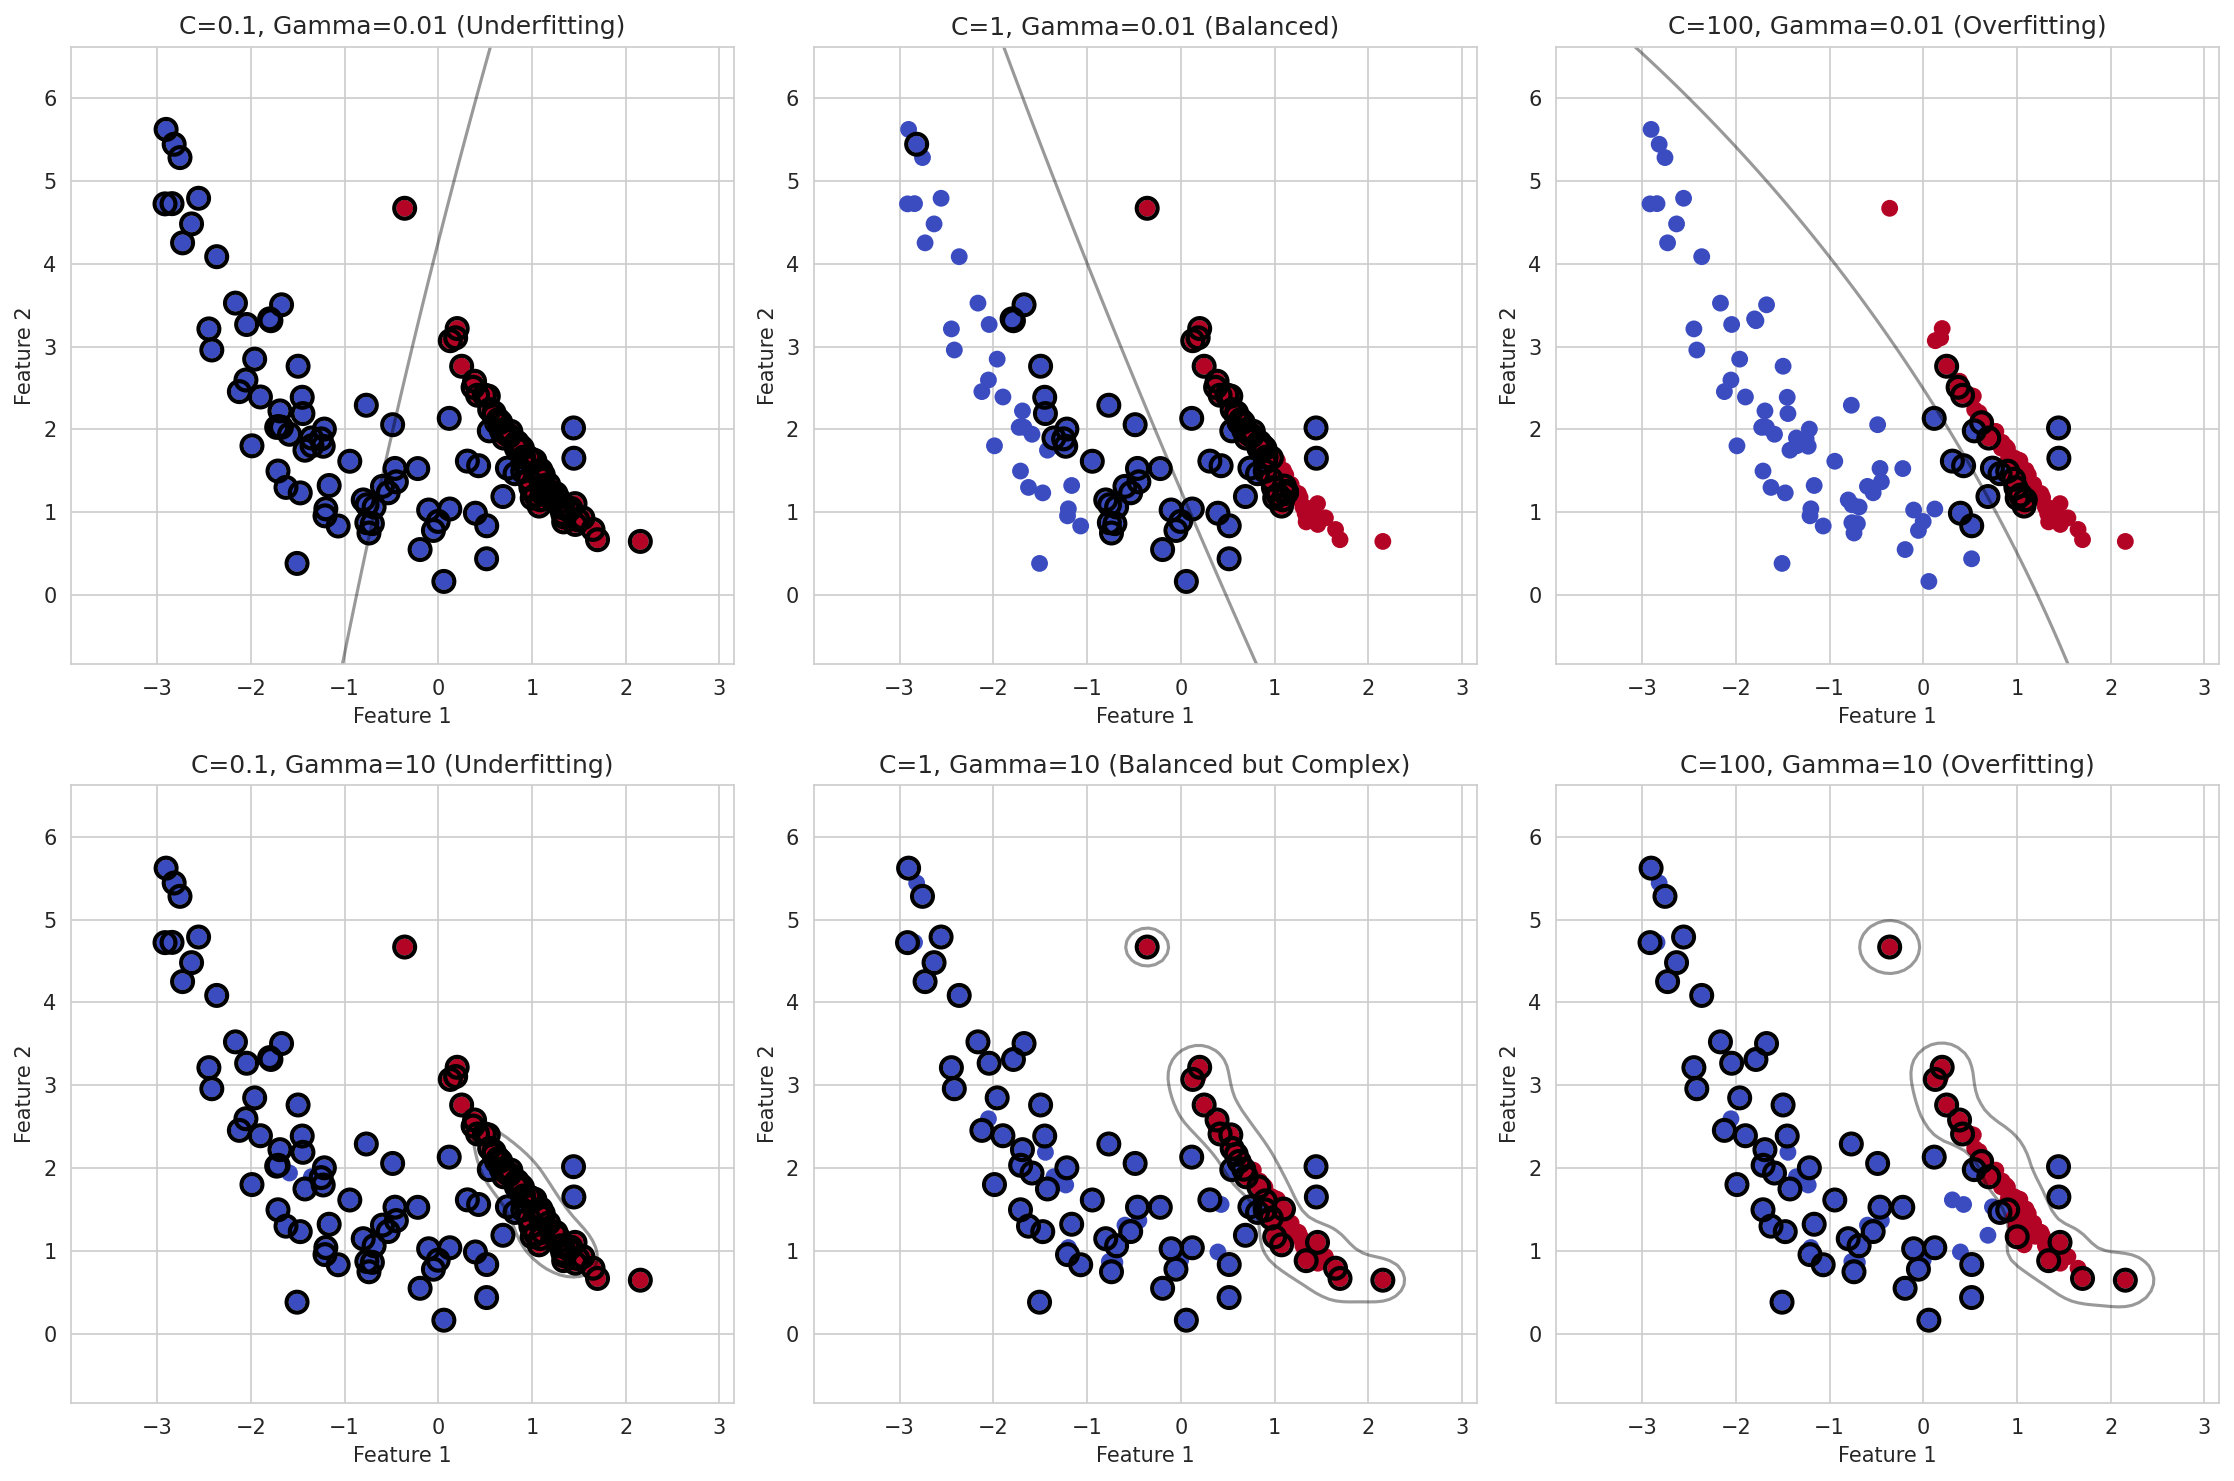 C=0.1, Gamma=0.01 (Underfitting)
C=1, Gamma=0.01 (Balanced)
C=100, Gamma=0.01 (Overfitting)
Feature 2
6
5
4
3
2
1
0
−3 −2 −1 0 1 2 3
Feature 1
Feature 2
6
5
4
3
2
1
0
−3 −2 −1 0 1 2 3
Feature 1
Feature 2
6
5
4
3
2
1
0
−3 −2 −1 0 1 2 3
Feature 1
C=0.1, Gamma=10 (Underfitting)
C=1, Gamma=10 (Balanced but Complex)
C=100, Gamma=10 (Overfitting)
Feature 2
6
5
4
3
2
1
0
−3 −2 −1 0 1 2 3
Feature 1
Feature 2
6
5
4
3
2
1
0
−3 −2 −1 0 1 2 3
Feature 1
Feature 2
6
5
4
3
2
1
0
−3 −2 −1 0 1 2 3
Feature 1